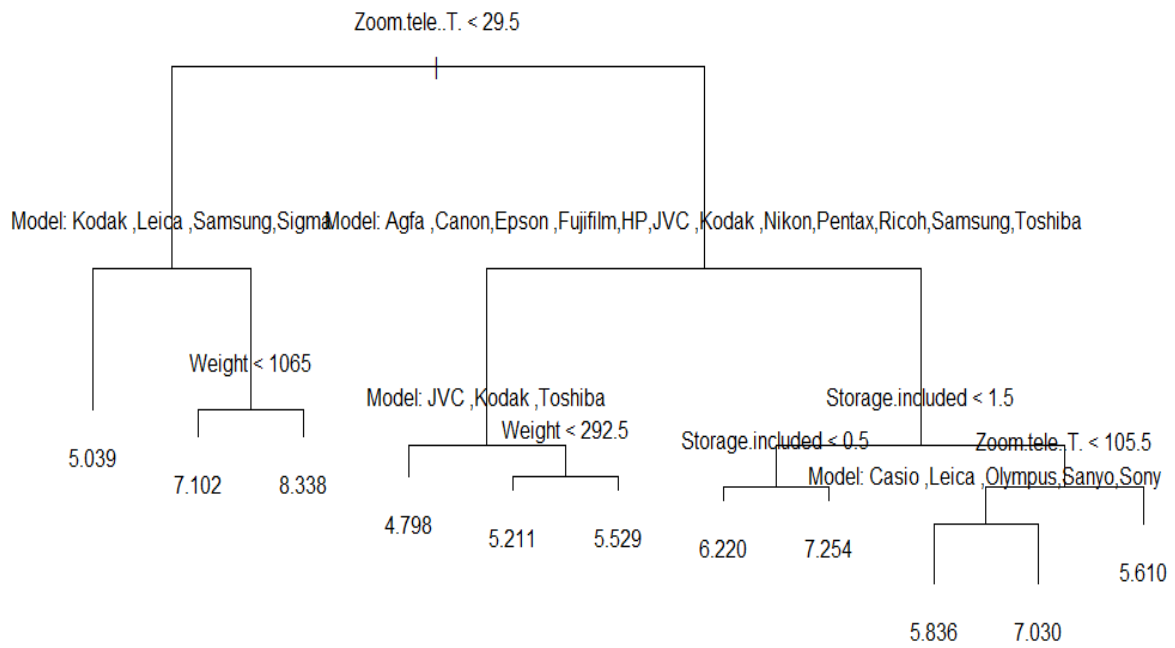 Zoom.tele..T. < 29.5
Model: Kodak ,Leica ,Samsung,Sigma
Model: Agfa ,Canon,Epson ,Fujifilm,HP,JVC ,Kodak ,Nikon,Pentax,Ricoh,Samsung,Toshiba
Weight < 1065
Model: JVC ,Kodak ,Toshiba
Storage.included < 1.5
Weight < 292.5
Storage.included < 0.5
Zoom.tele..T. < 105.5
5.039
Model: Casio ,Leica ,Olympus,Sanyo,Sony
7.102
8.338
4.798
5.211
5.529
6.220
7.254
5.610
5.836
7.030